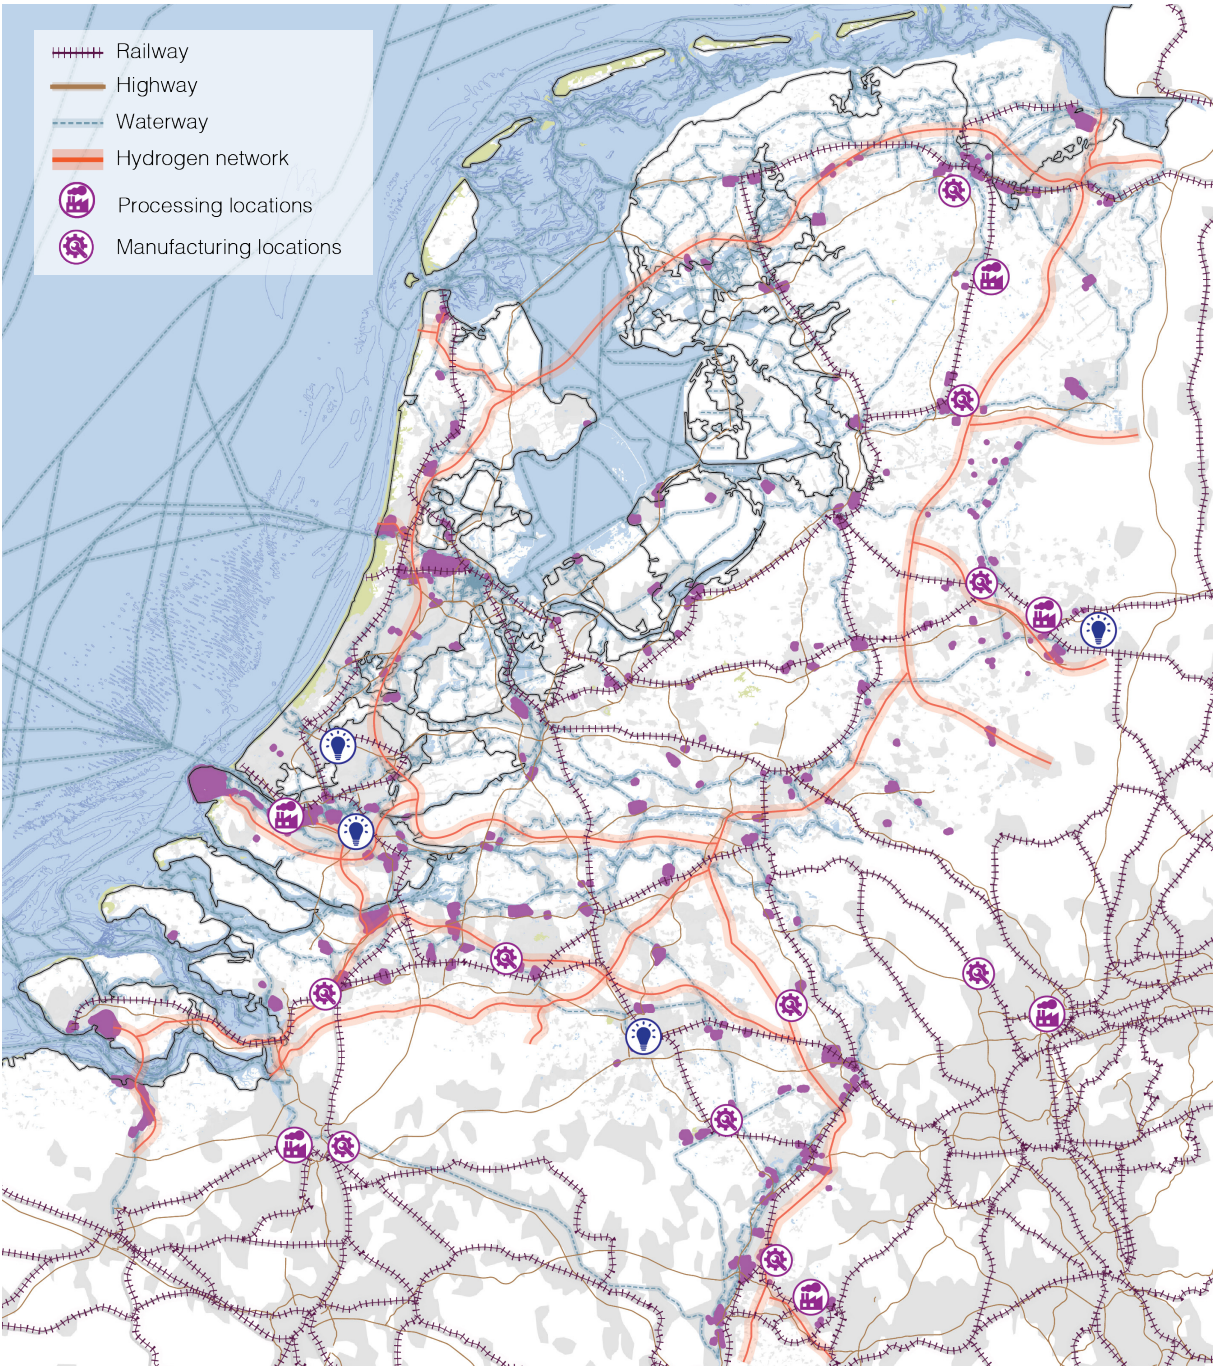 Railway
Highway
Waterway
Hydrogen network
Processing locations
Manufacturing locations